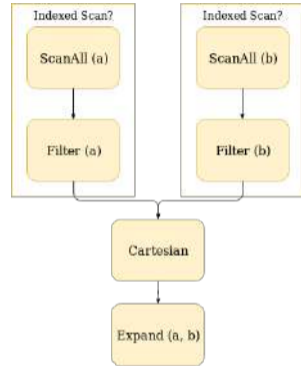 Indexed Scan?
Indexed Scan?
ScanAll (a)
ScanAll (b)
Filter (a)
Filter (b)
Cartesian
Expand (a, b)